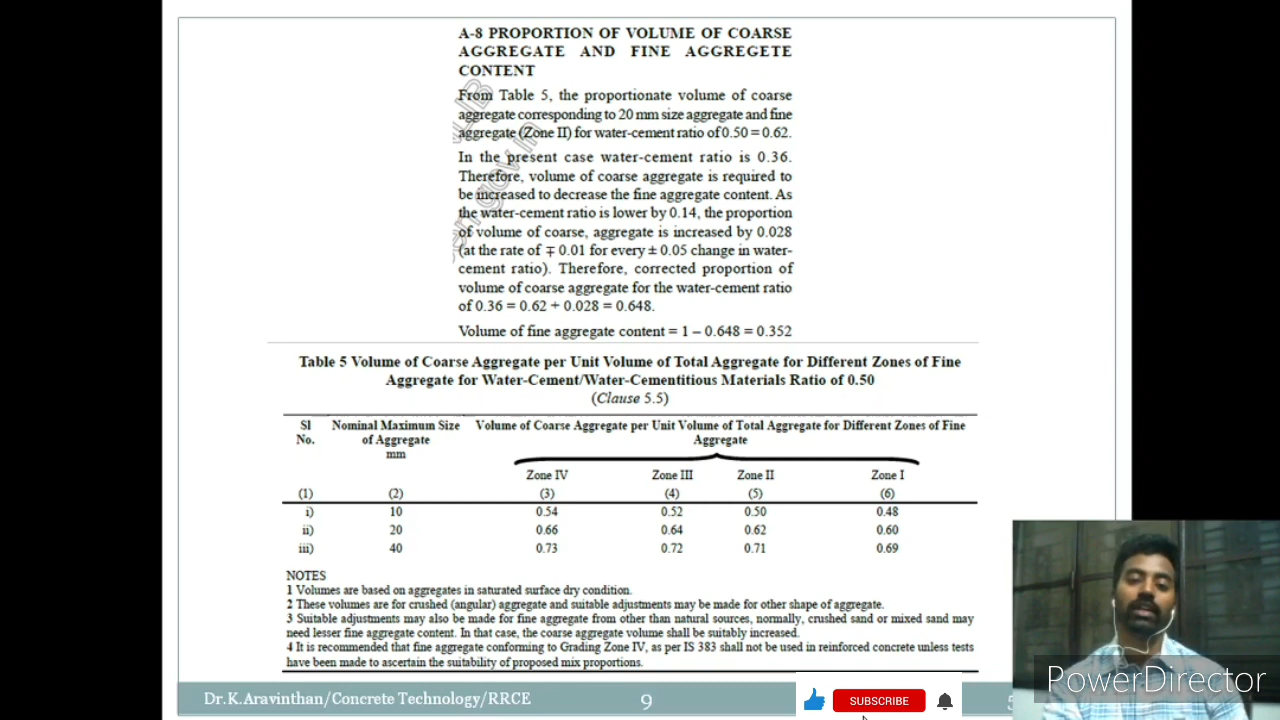 A-8 PROPORTION OF VOLUME OF COARSE
AGGREGATE AND FINE AGGREGETE
CONTENT
From Table 5, the proportionate volume of coarse
aggregate corresponding to 20 mm size aggregate and fine
aggregate (Zone II) for water-cement ratio of 0.50 = 0.62.
In the present case water-cement ratio is 0.36.
Therefore, volume of coarse aggregate is required to
be increased to decrease the fine aggregate content. As
the water-cement ratio is lower by 0.14, the proportion
of volume of coarse, aggregate is increased by 0.028
(at the rate of ∓ 0.01 for every ± 0.05 change in water-
cement ratio). Therefore, corrected proportion of
volume of coarse aggregate for the water-cement ratio
of 0.36 = 0.62 + 0.028 = 0.648.
Volume of fine aggregate content = 1 – 0.648 = 0.352
Table 5 Volume of Coarse Aggregate per Unit Volume of Total Aggregate for Different Zones of Fine
Aggregate for Water-Cement/Water-Cementitious Materials Ratio of 0.50
(Clause 5.5)
Sl No. Nominal Maximum Size of Aggregate mm Volume of Coarse Aggregate per Unit Volume of Total Aggregate for Different Zones of Fine
Aggregate
Zone IV Zone III Zone II Zone I
(1) (2) (3) (4) (5) (6)
i) 10 0.54 0.52 0.50 0.48
ii) 20 0.66 0.64 0.62 0.60
iii) 40 0.73 0.72 0.71 0.69
NOTES
1 Volumes are based on aggregates in saturated surface dry condition.
2 These volumes are for crushed (angular) aggregate and suitable adjustments may be made for other shape of aggregate.
3 Suitable adjustments may also be made for fine aggregate from other than natural sources, normally, crushed sand or mixed sand may
need lesser fine aggregate content. In that case, the coarse aggregate volume shall be suitably increased.
4 It is recommended that fine aggregate conforming to Grading Zone IV, as per IS 383 shall not be used in reinforced concrete unless tests
have been made to ascertain the suitability of proposed mix proportions.
Dr.K.Aravinthan/Concrete Technology/RRCE 9
SUBSCRIBE
PowerDirector